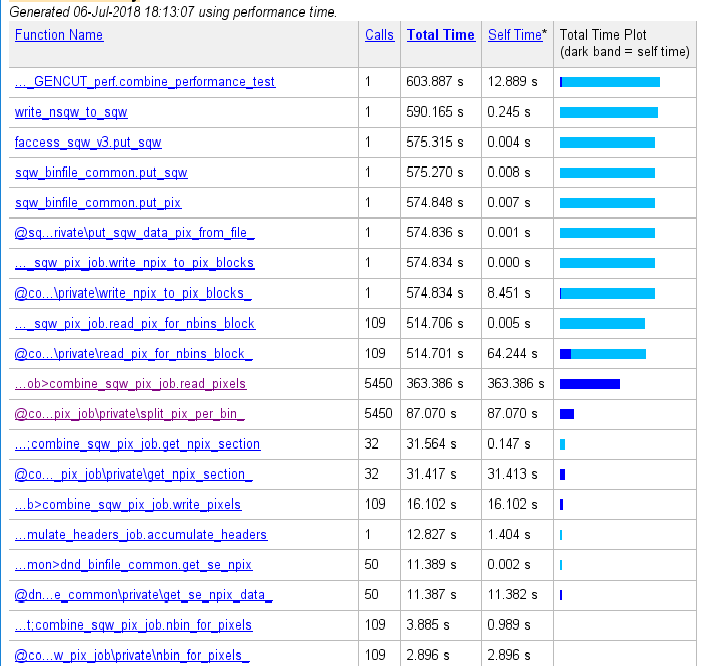 Generated 06-Jul-2018 18:13:07 using performance time.
Function Name Calls Total Time Self Time* Total Time Plot
(dark band = self time)
..._GENCUT_perf.combine_performance_test 1 603.887 s 12.889 s
write_nsqw_to_sqw 1 590.165 s 0.245 s
faccess_sqw_v3.put_sqw 1 575.315 s 0.004 s
sqw_binfile_common.put_sqw 1 575.270 s 0.008 s
sqw_binfile_common.put_pix 1 574.848 s 0.007 s
@sq...rivate\put_sqw_data_pix_from_file_ 1 574.836 s 0.001 s
..._sqw_pix_job.write_npix_to_pix_blocks 1 574.834 s 0.000 s
@co...\private\write_npix_to_pix_blocks_ 1 574.834 s 8.451 s
..._sqw_pix_job.read_pix_for_nbins_block 109 514.706 s 0.005 s
@co...\private\read_pix_for_nbins_block_ 109 514.701 s 64.244 s
...ob>combine_sqw_pix_job.read_pixels 5450 363.386 s 363.386 s
@co...pix_job\private\split_pix_per_bin_ 5450 87.070 s 87.070 s
...;combine_sqw_pix_job.get_npix_section 32 31.564 s 0.147 s
@co..._pix_job\private\get_npix_section_ 32 31.417 s 31.413 s
...b>combine_sqw_pix_job.write_pixels 109 16.102 s 16.102 s
...mulate_headers_job.accumulate_headers 1 12.827 s 1.404 s
...mon>dnd_binfile_common.get_se_npix 50 11.389 s 0.002 s
@dn...e_common\private\get_se_npix_data_ 50 11.387 s 11.382 s
...t;combine_sqw_pix_job.nbin_for_pixels 109 3.885 s 0.989 s
@co...w_pix_job\private\nbin_for_pixels_ 109 2.896 s 2.896 s